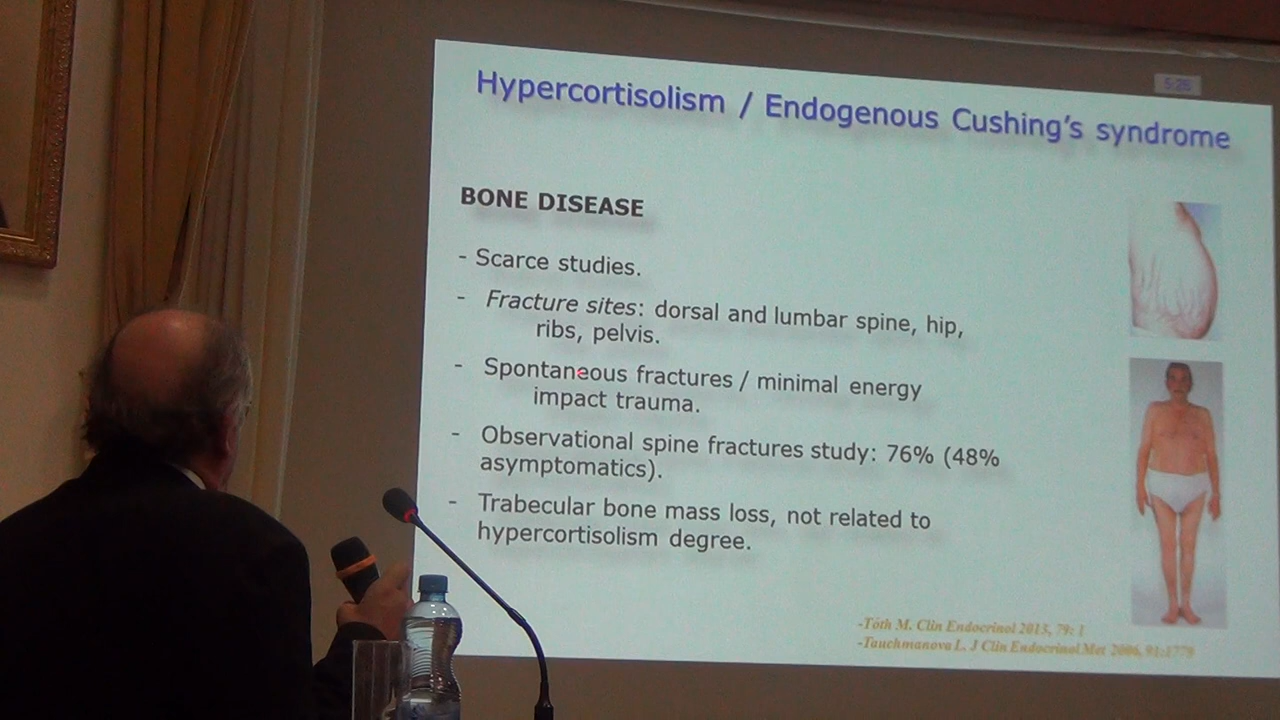 5:26
Hypercortisolism / Endogenous Cushing's syndrome
BONE DISEASE
- Scarce studies.
- Fracture sites: dorsal and lumbar spine, hip,
ribs, pelvis.
- Spontaneous fractures / minimal energy
impact trauma.
- Observational spine fractures study: 76% (48%
asymptomatics).
- Trabecular bone mass loss, not related to
hypercortisolism degree.
-Tóth M. Clin Endocrinol 2013, 79: 1
-Tauchmanova L. J Clin Endocrinol Met 2006, 91:1779